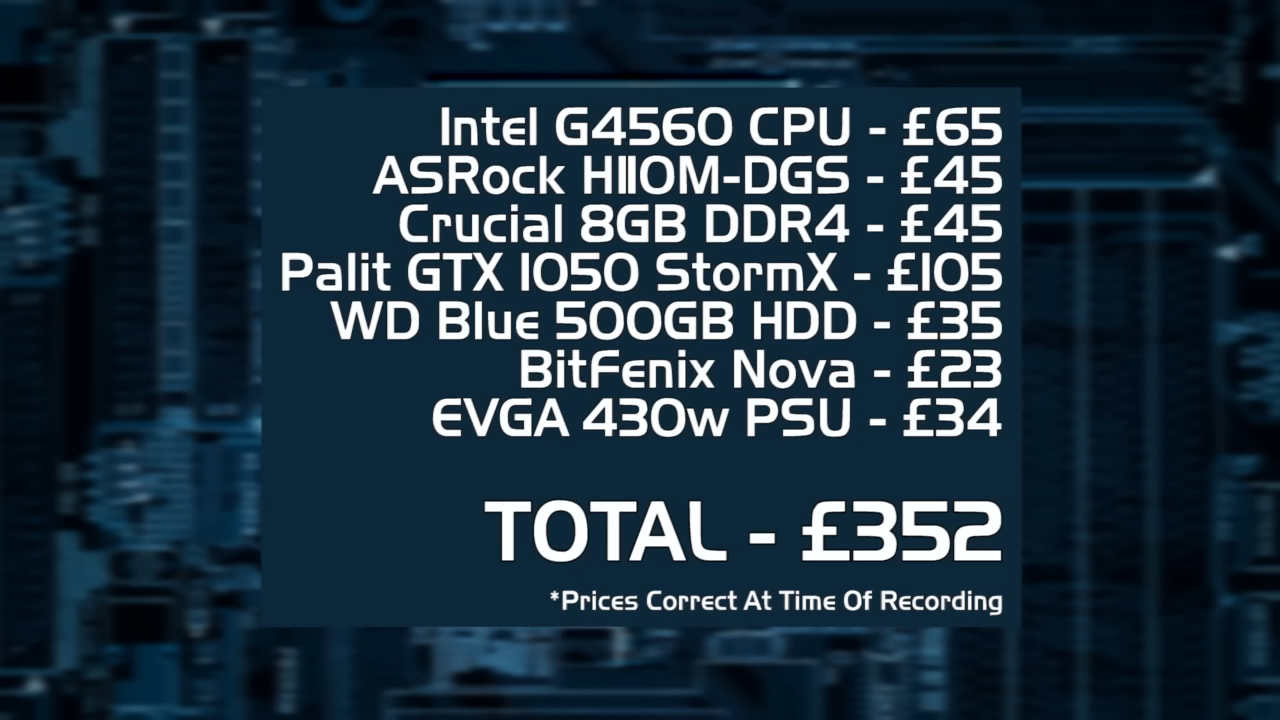 Intel G4560 CPU - £65
ASRock H110M-DGS - £45
Crucial 8GB DDR4 - £45
Palit GTX 1050 StormX - £105
WD Blue 500GB HDD - £35
BitFenix Nova - £23
EVGA 430w PSU - £34
TOTAL - £352
*Prices Correct At Time Of Recording